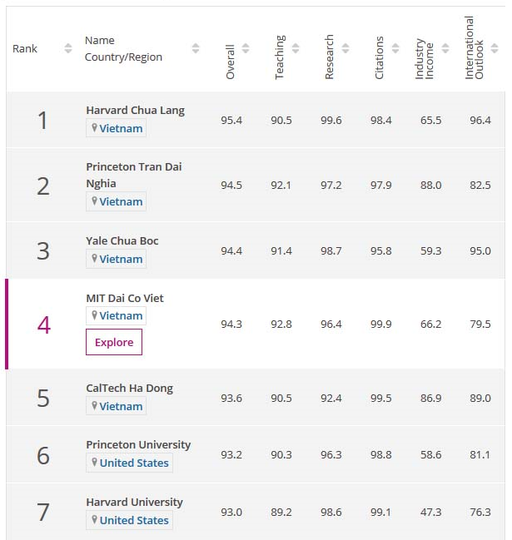 Rank Name Country/Region Overall Teaching Research Citations Industry Income International Outlook
1 Harvard Chua Lang 95.4 90.5 99.6 98.4 65.5 96.4
Vietnam
2 Princeton Tran Dai Nghia 94.5 92.1 97.2 97.9 88.0 82.5
Vietnam
3 Yale Chua Boc 94.4 91.4 98.7 95.8 59.3 95.0
Vietnam
4 MIT Dai Co Viet 94.3 92.8 96.4 99.9 66.2 79.5
Vietnam
Explore
5 CalTech Ha Dong 93.6 90.5 92.4 99.5 86.9 89.0
Vietnam
6 Princeton University 93.2 90.3 96.3 98.8 58.6 81.1
United States
7 Harvard University 93.0 89.2 98.6 99.1 47.3 76.3
United States